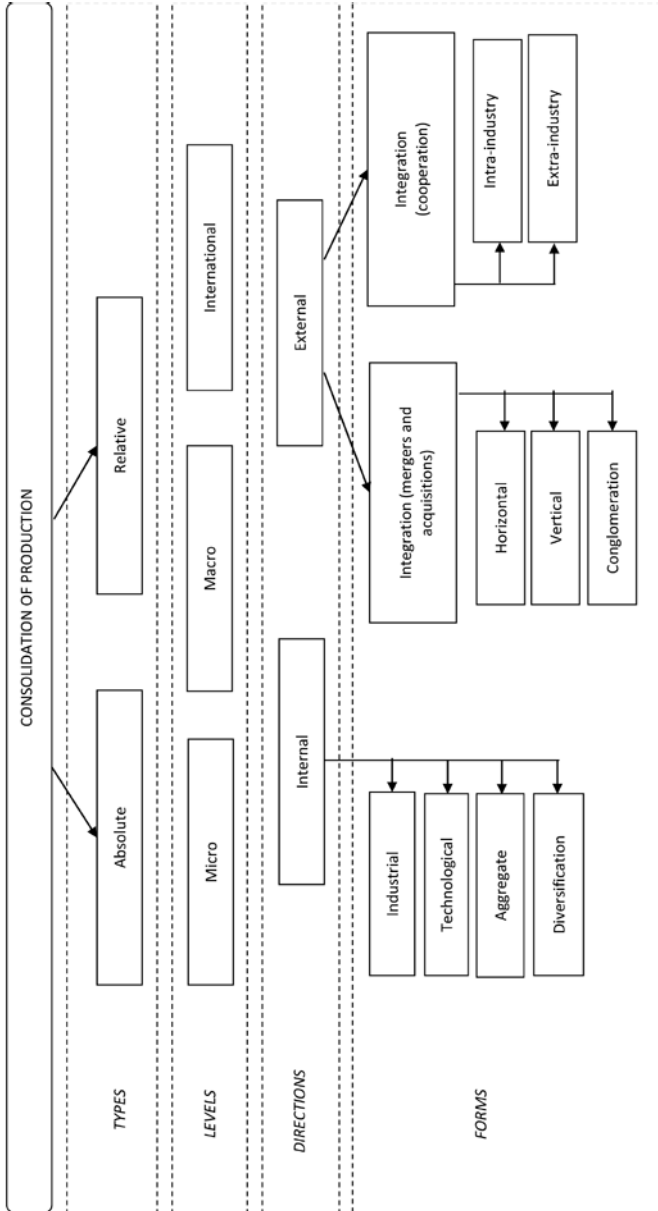 CONSOLIDATION OF PRODUCTION
TYPES
Absolute
Relative
LEVELS
Micro
Macro
International
DIRECTIONS
Internal
External
FORMS
Industrial
Technological
Aggregate
Diversification
Integration (mergers and
acquisitions)
Horizontal
Vertical
Conglomeration
Integration
(cooperation)
Intra-industry
Extra-industry